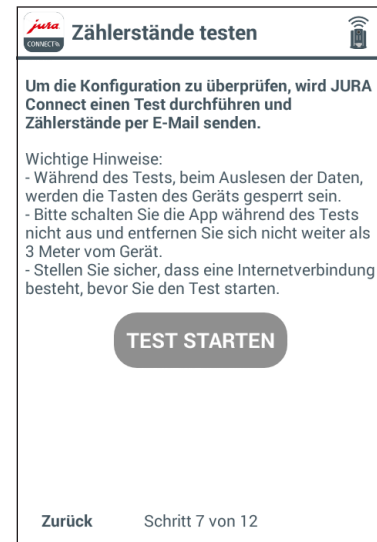 jura
CONNECT
Zählerstände testen
Um die Konfiguration zu überprüfen, wird JURA
Connect einen Test durchführen und
Zählerstände per E-Mail senden.
Wichtige Hinweise:
- Während des Tests, beim Auslesen der Daten,
werden die Tasten des Geräts gesperrt sein.
- Bitte schalten Sie die App während des Tests
nicht aus und entfernen Sie sich nicht weiter als
3 Meter vom Gerät.
- Stellen Sie sicher, dass eine Internetverbindung
besteht, bevor Sie den Test starten.
TEST STARTEN
Zurück Schritt 7 von 12